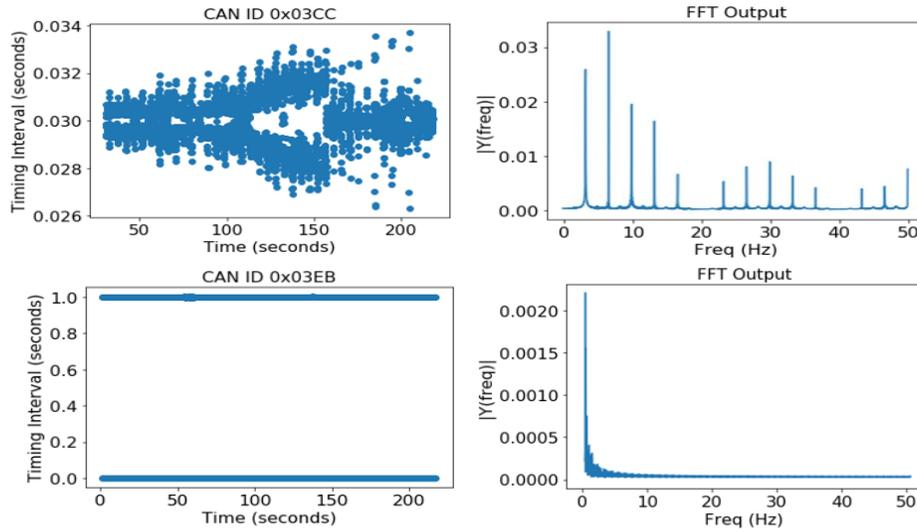 CAN ID 0x03CC
Timing Interval (seconds)
0.034
0.032
0.030
0.028
0.026
50 100 150 200
Time (seconds)
FFT Output
|Y(freq)|
0.03
0.02
0.01
0.00
0 10 20 30 40 50
Freq (Hz)
CAN ID 0x03EB
Timing Interval (seconds)
1.0
0.8
0.6
0.4
0.2
0.0
0 50 100 150 200
Time (seconds)
FFT Output
|Y(freq)|
0.0020
0.0015
0.0010
0.0005
0.0000
0 10 20 30 40 50
Freq (Hz)